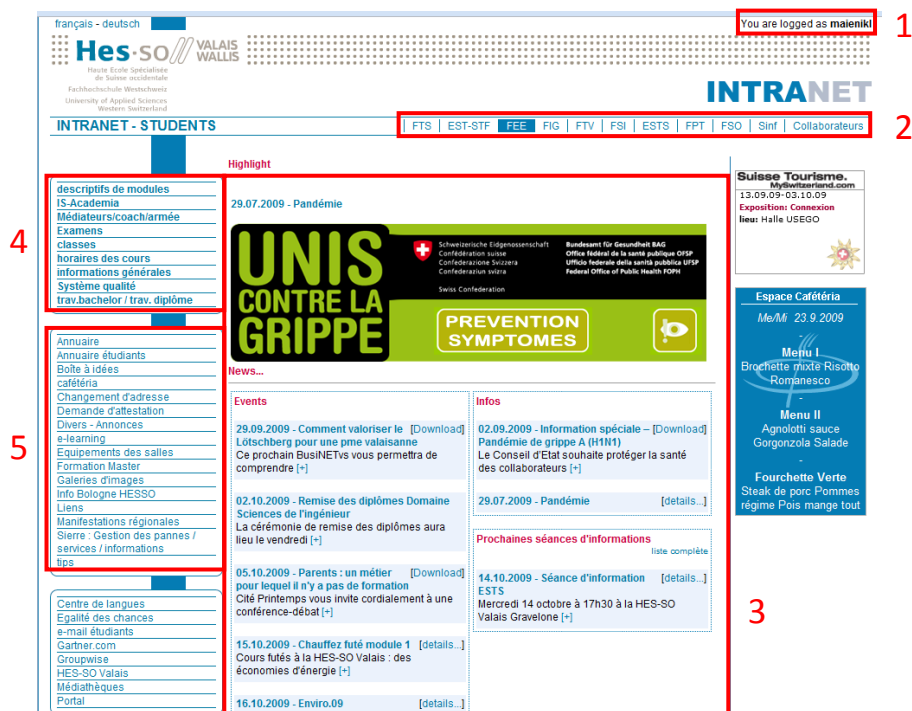 français - deutsch
You are logged as maienikl
1
Hes·so// VALAIS
WALLIS
Haute Ecole Spécialisée
de Suisse occidentale
Fachhochschule Westschweiz
University of Applied Sciences
Western Switzerland
INTRANET
INTRANET - STUDENTS
FTS | EST-STF | FEE | FIG | FTV | FSI | ESTS | FPT | FSO | Sinf | Collaborateurs
2
4
descriptifs de modules
IS-Academia
Médiateurs/coach/armée
Examens
classes
horaires des cours
informations générales
Système qualité
trav.bachelor / trav. diplôme
5
Annuaire
Annuaire étudiants
Boîte à idées
cafétéria
Changement d'adresse
Demande d'attestation
Divers - Annonces
e-learning
Equipements des salles
Formation Master
Galeries d'images
Info Bologne HESSO
Liens
Manifestations régionales
Sierre : Gestion des pannes /
services / informations
tips
Centre de langues
Egalité des chances
e-mail étudiants
Gartner.com
Groupwise
HES-SO Valais
Médiathèques
Portal
Highlight
29.07.2009 - Pandémie
UNIS
CONTRE LA
GRIPPE
Schweizerische Eidgenossenschaft
Confédération suisse
Confederazione Svizzera
Confederaziun svizra
Swiss Confederation
Bundesamt für Gesundheit BAG
Office fédéral de la santé publique OFSP
Ufficio federale della sanità pubblica UFSP
Federal Office of Public Health FOPH
PREVENTION
SYMPTOMES
News...
Events
29.09.2009 - Comment valoriser le [Download]
Lötschberg pour une pme valaisanne
Ce prochain BusiNETvs vous permettra de
comprendre [+]
02.10.2009 - Remise des diplômes Domaine
Sciences de l'ingénieur
La cérémonie de remise des diplômes aura
lieu le vendredi [+]
05.10.2009 - Parents : un métier [Download]
pour lequel il n'y a pas de formation
Cité Printemps vous invite cordialement à une
conférence-débat [+]
15.10.2009 - Chauffez futé module 1 [details...]
Cours futés à la HES-SO Valais : des
économies d'énergie [+]
16.10.2009 - Enviro.09 [details...]
Infos
02.09.2009 - Information spéciale – [Download]
Pandémie de grippe A (H1N1)
Le Conseil d'Etat souhaite protéger la santé
des collaborateurs [+]
29.07.2009 - Pandémie [details...]
Prochaines séances d'informations
liste complète
14.10.2009 - Séance d'information [details...]
ESTS
Mercredi 14 octobre à 17h30 à la HES-SO
Valais Gravelone [+]
3
Suisse Tourisme.
MySwitzerland.com
13.09.09-03.10.09
Exposition: Connexion
lieu: Halle USEGO
Espace Cafétéria
Me/Mi 23.9.2009
-
Menu I
Brochette mixte Risotto
Romanesco
-
Menu II
Agnolotti sauce
Gorgonzola Salade
-
Fourchette Verte
Steak de porc Pommes
régime Pois mange tout